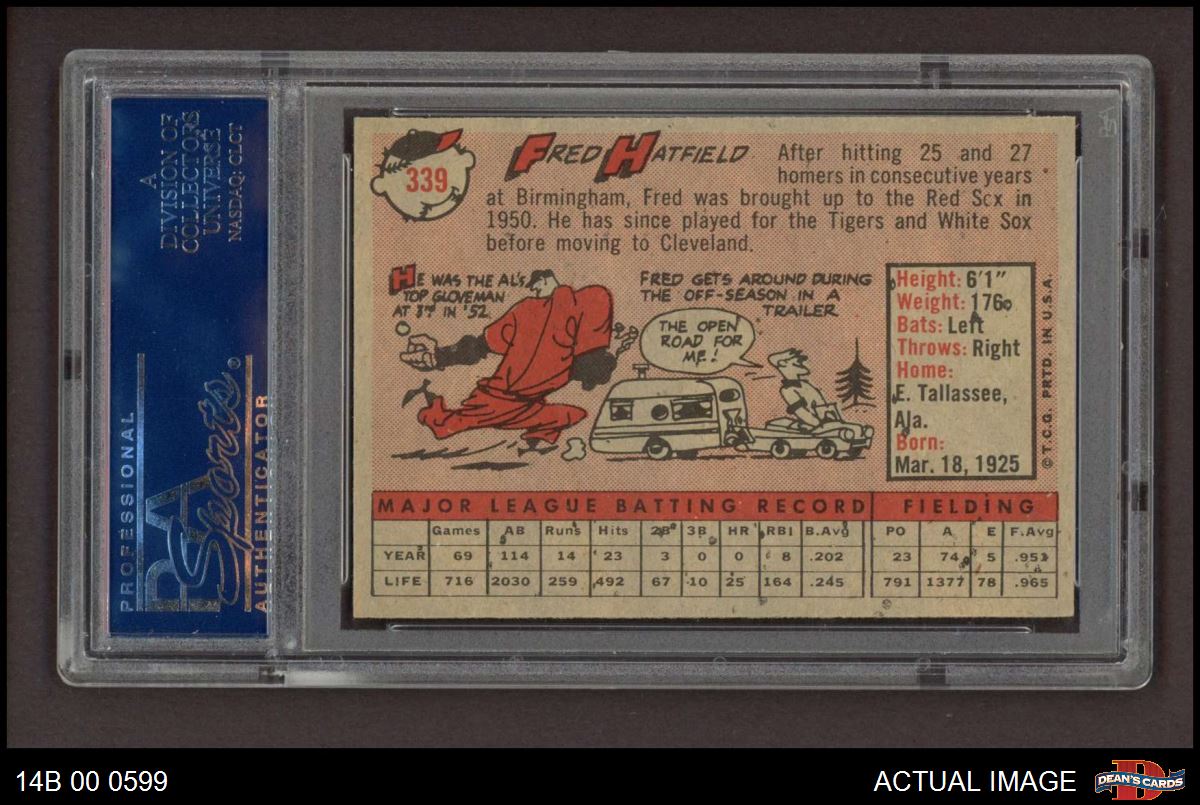 A
DIVISION OF
COLLECTORS
UNIVERSE
NASDAQ: CLCT
PROFESSIONAL
PSA
Sports®
AUTHENTICATOR
339
FRED HATFIELD
After hitting 25 and 27
homers in consecutive years
at Birmingham, Fred was brought up to the Red Sox in
1950. He has since played for the Tigers and White Sox
before moving to Cleveland.
HE WAS THE AL's
TOP GLOVEMAN
AT 3rd IN '52.
FRED GETS AROUND DURING
THE OFF-SEASON IN A
TRAILER
THE OPEN
ROAD FOR
ME!
Height: 6'1"
Weight: 176
Bats: Left
Throws: Right
Home:
E. Tallassee,
Ala.
Born:
Mar. 18, 1925
© T.C.G. PRTD. IN U.S.A.
MAJOR LEAGUE BATTING RECORD FIELDING
Games AB Runs Hits 2B 3B HR RBI B.Avg PO A E F.Avg
YEAR 69 114 14 23 3 0 0 8 .202 23 74 5 .951
LIFE 716 2030 259 492 67 10 25 164 .245 791 1377 78 .965
14B 00 0599
ACTUAL IMAGE
DEAN'S CARDS